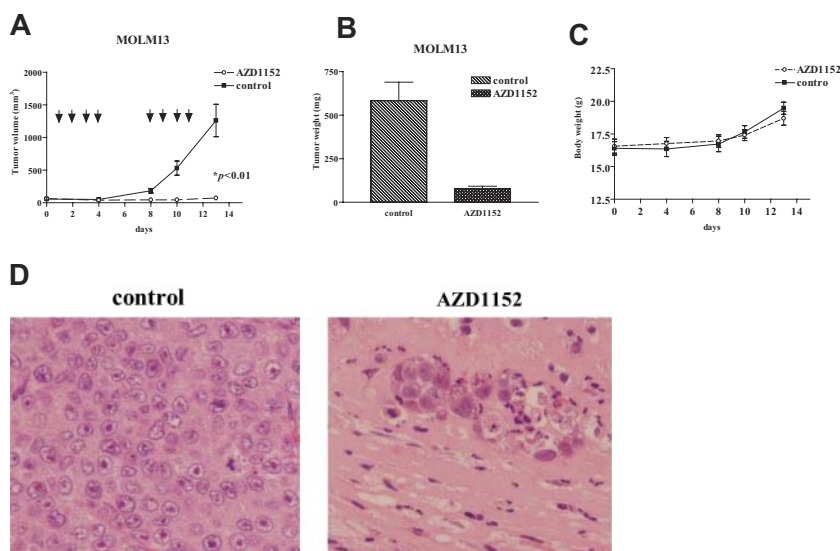 A
MOLM13
AZD1152
control
Tumor volume (mm3)
2000
1500
1000
500
0
*p<0.01
0 2 4 6 8 10 12 14
days
B
MOLM13
control
AZD1152
Tumor weight (mg)
750
500
250
0
control AZD1152
C
AZD1152
contro
Body weight (g)
22.5
20.0
17.5
15.0
12.5
0 2 4 6 8 10 12 14
days
D
control
AZD1152